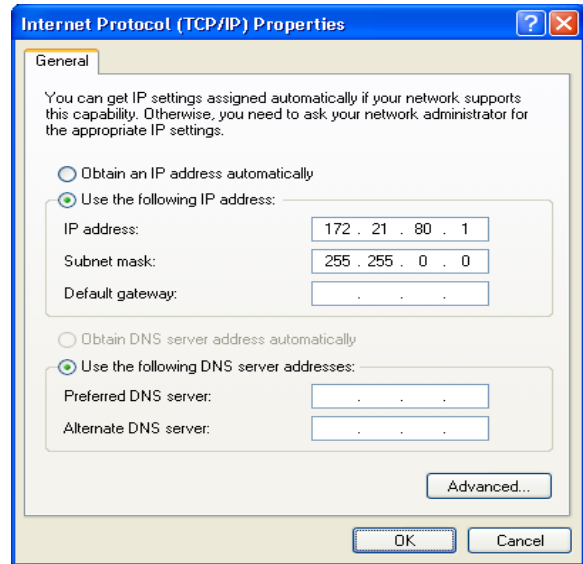 Internet Protocol (TCP/IP) Properties
?
General
You can get IP settings assigned automatically if your network supports
this capability. Otherwise, you need to ask your network administrator for
the appropriate IP settings.
Obtain an IP address automatically
Use the following IP address:
IP address: 172 . 21 . 80 . 1
Subnet mask: 255 . 255 . 0 . 0
Default gateway: . . .
Obtain DNS server address automatically
Use the following DNS server addresses:
Preferred DNS server: . . .
Alternate DNS server: . . .
Advanced...
OK Cancel